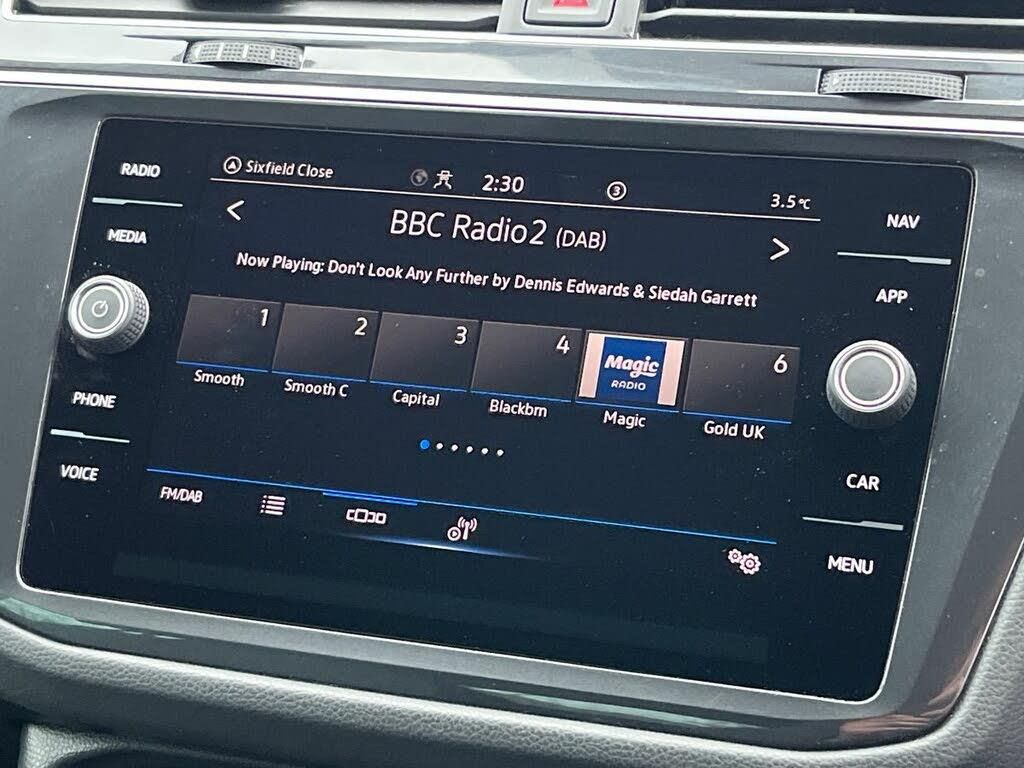 RADIO
MEDIA
PHONE
VOICE
Sixfield Close
2:30
3
3.5°C
BBC Radio2 (DAB)
Now Playing: Don't Look Any Further by Dennis Edwards & Siedah Garrett
1
2
3
4
Magic
RADIO
6
Smooth
Smooth C
Capital
Blackbrn
Magic
Gold UK
FM/DAB
NAV
APP
CAR
MENU